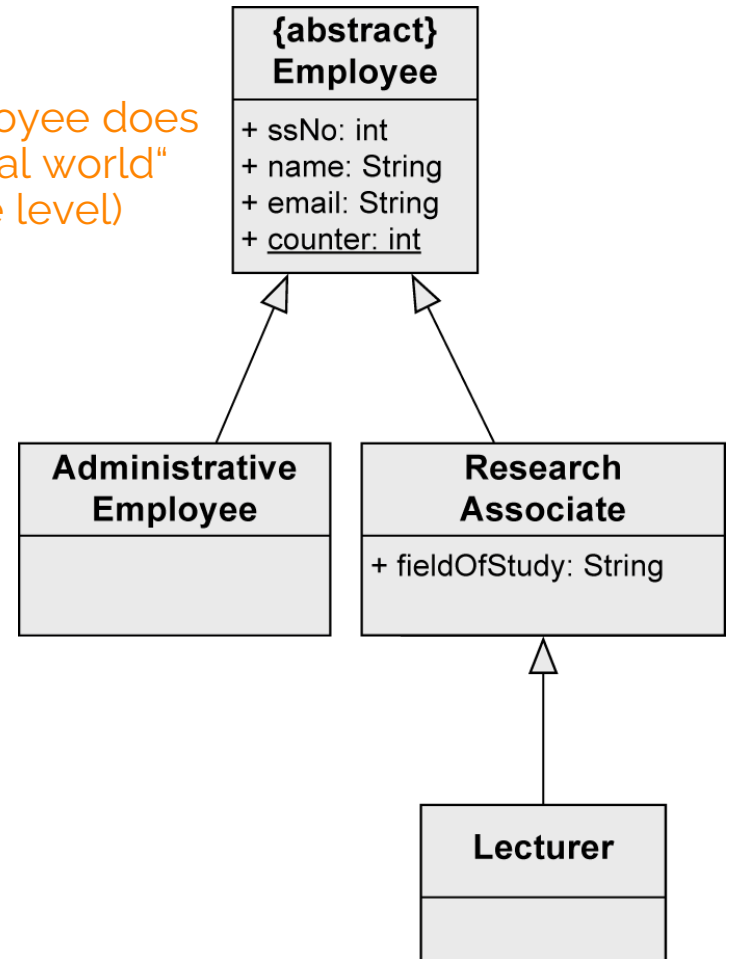 {abstract}
Employee
oyee does
al world“
e level)
+ ssNo: int
+ name: String
+ email: String
+ counter: int
Administrative
Employee
Research
Associate
+ fieldOfStudy: String
Lecturer